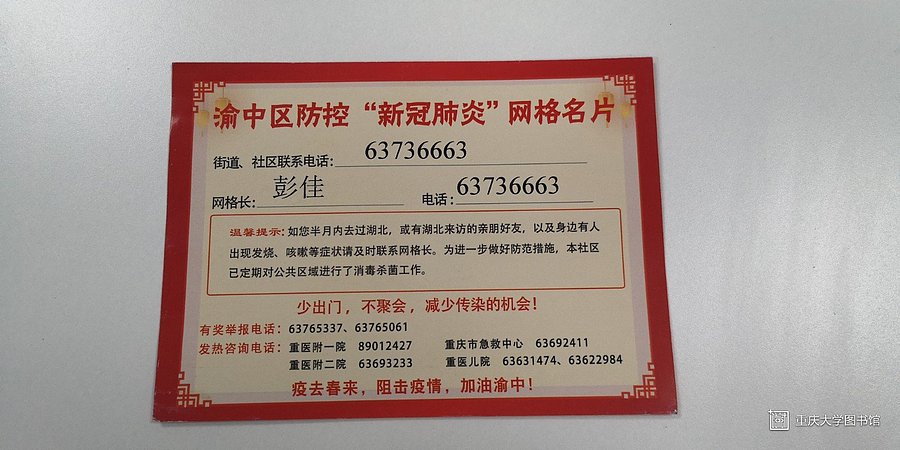 渝中区防控“新冠肺炎”网格名片
街道、社区联系电话：63736663
网格长：彭佳 电话：63736663
温馨提示：如您半月内去过湖北，或有湖北来访的亲朋好友，以及身边有人
出现发烧、咳嗽等症状请及时联系网格长。为进一步做好防范措施，本社区
已定期对公共区域进行了消毒杀菌工作。
少出门，不聚会，减少传染的机会！
有奖举报电话：63765337、63765061
发热咨询电话：重医附一院 89012427 重庆市急救中心 63692411
重医附二院 63693233 重医儿院 63631474、63622984
疫去春来，阻击疫情，加油渝中！
重庆大学图书馆